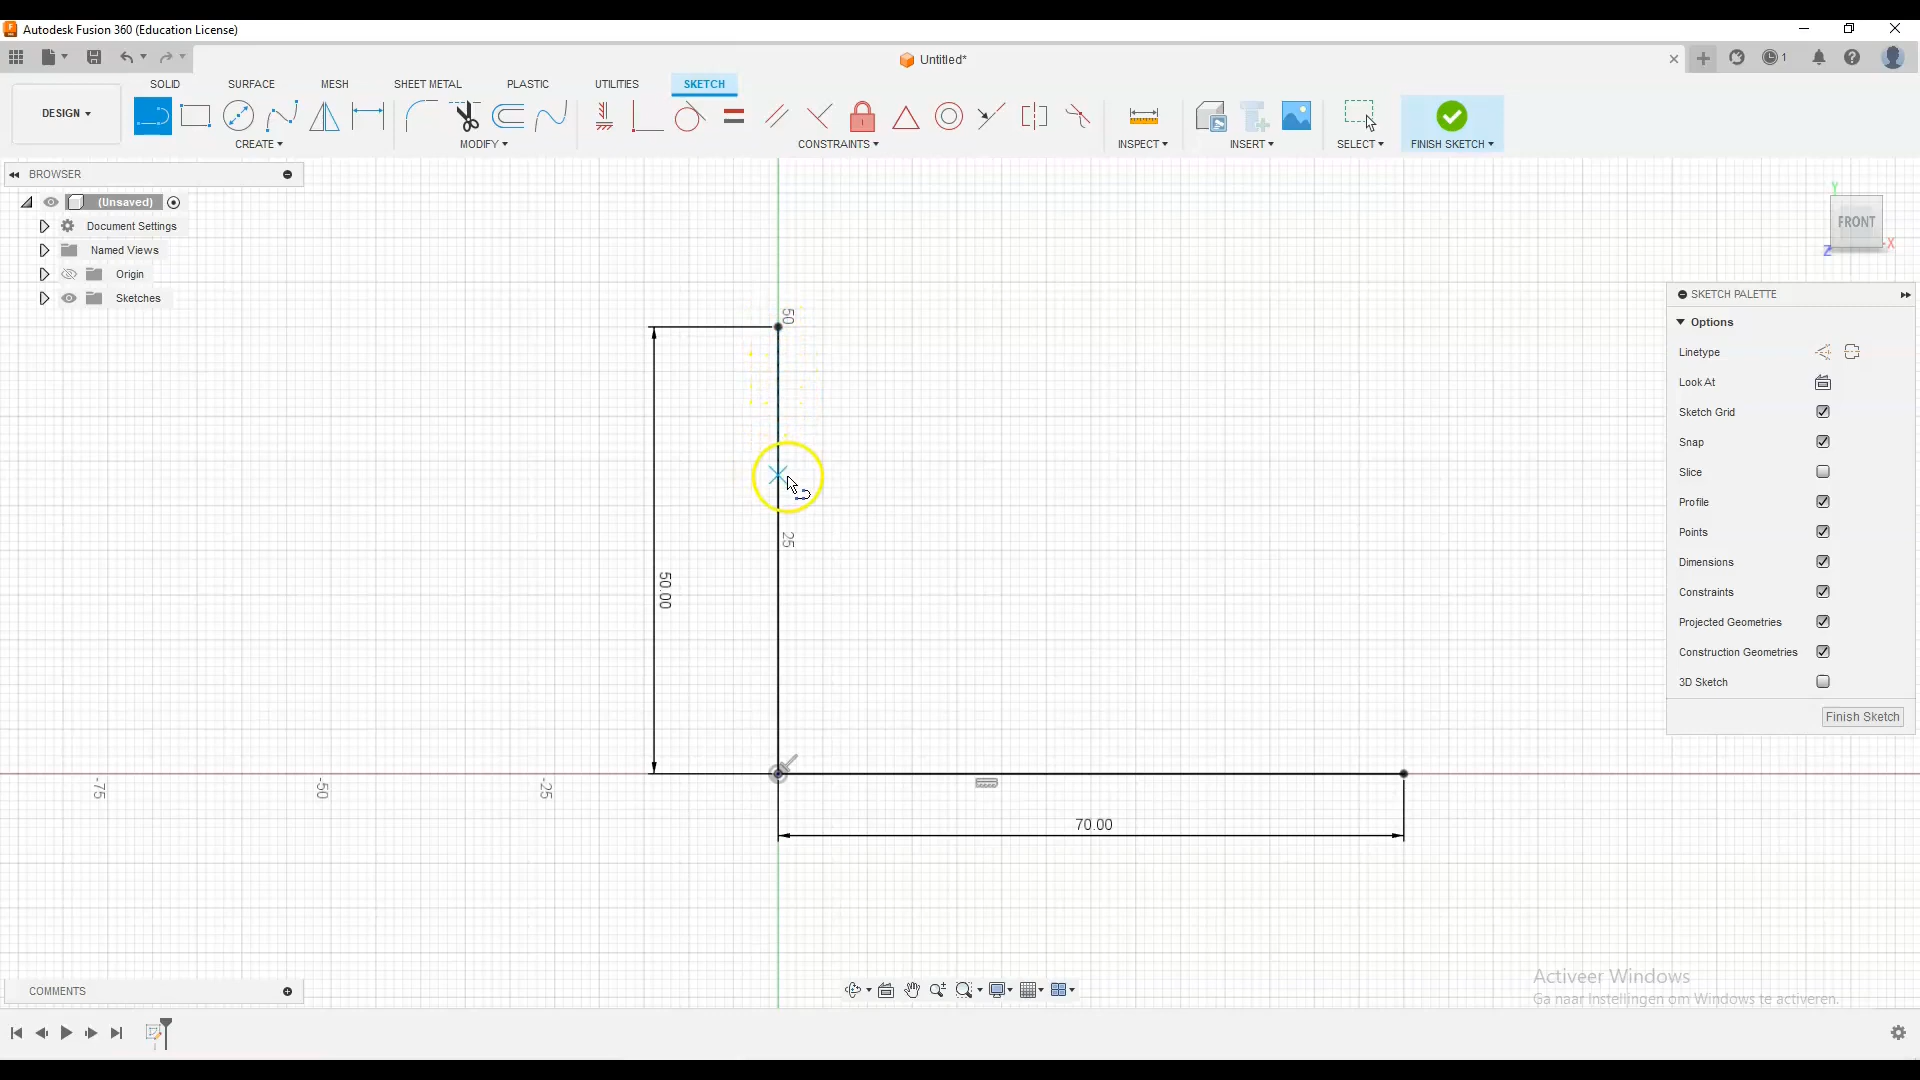 Autodesk Fusion 360 (Education License)
Untitled*
1
DESIGN
SOLID
SURFACE
MESH
SHEET METAL
PLASTIC
UTILITIES
SKETCH
CREATE
MODIFY
CONSTRAINTS
INSPECT
INSERT
SELECT
FINISH SKETCH
BROWSER
(Unsaved)
Document Settings
Named Views
Origin
Sketches
Y
FRONT
X
Z
SKETCH PALETTE
Options
Linetype
Look At
Sketch Grid
Snap
Slice
Profile
Points
Dimensions
Constraints
Projected Geometries
Construction Geometries
3D Sketch
Finish Sketch
50
25
50.00
-75
-50
-25
70.00
Activeer Windows
Ga naar Instellingen om Windows te activeren.
COMMENTS